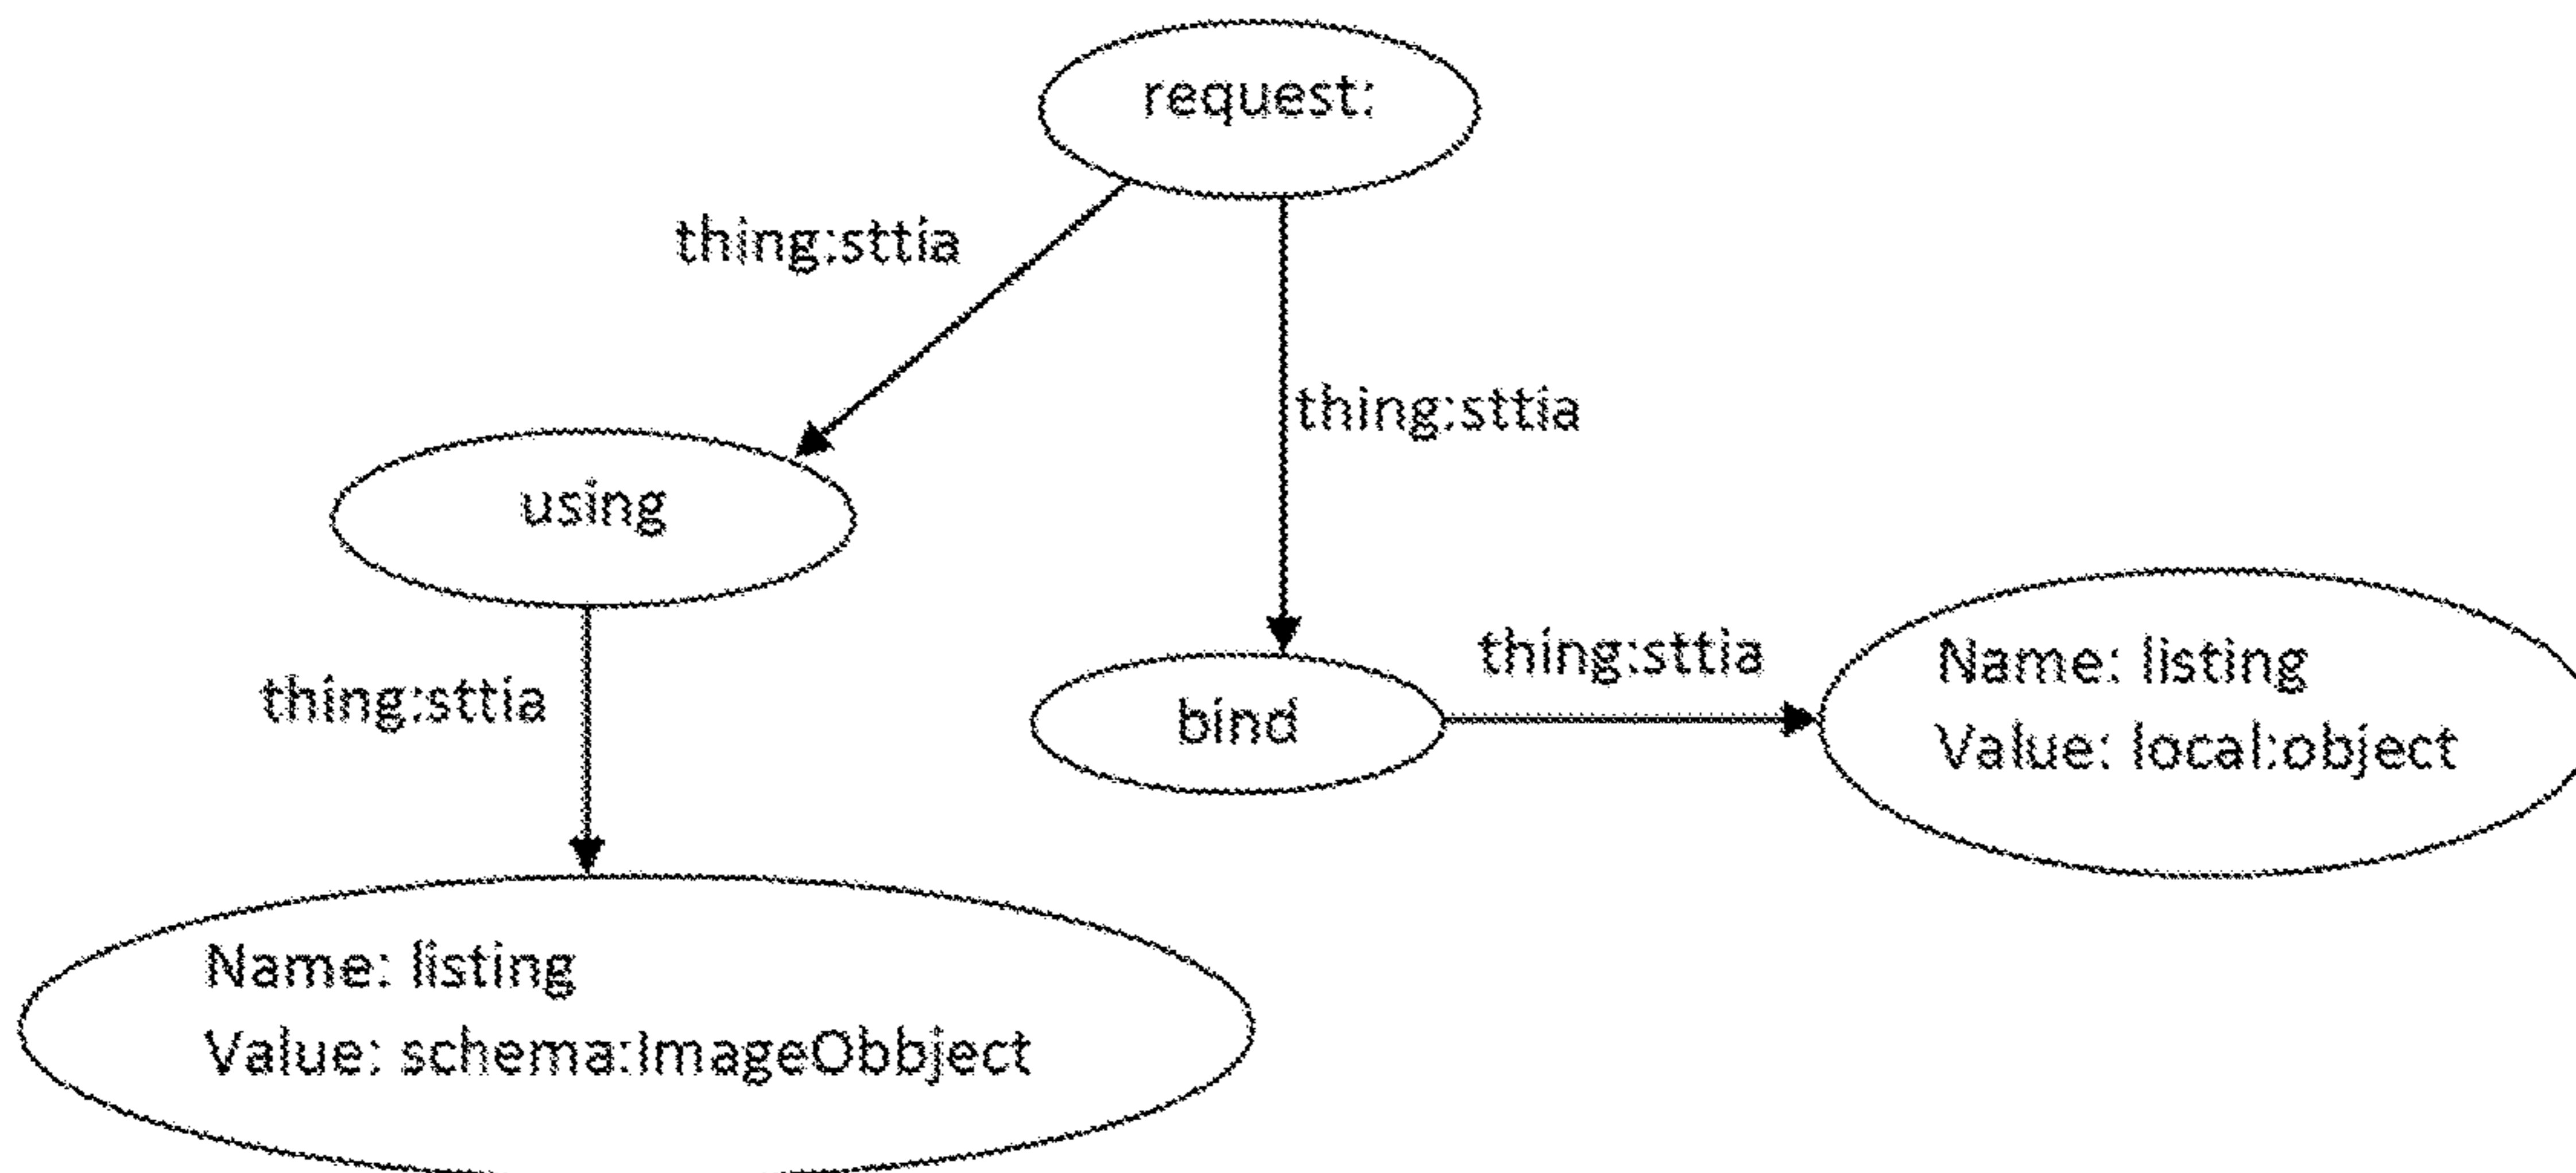 request:
thing:sttia
thing:sttia
using
thing:sttia
bind
thing:sttia
Name: listing
Value: local:object
Name: listing
Value: schema:ImageObbject